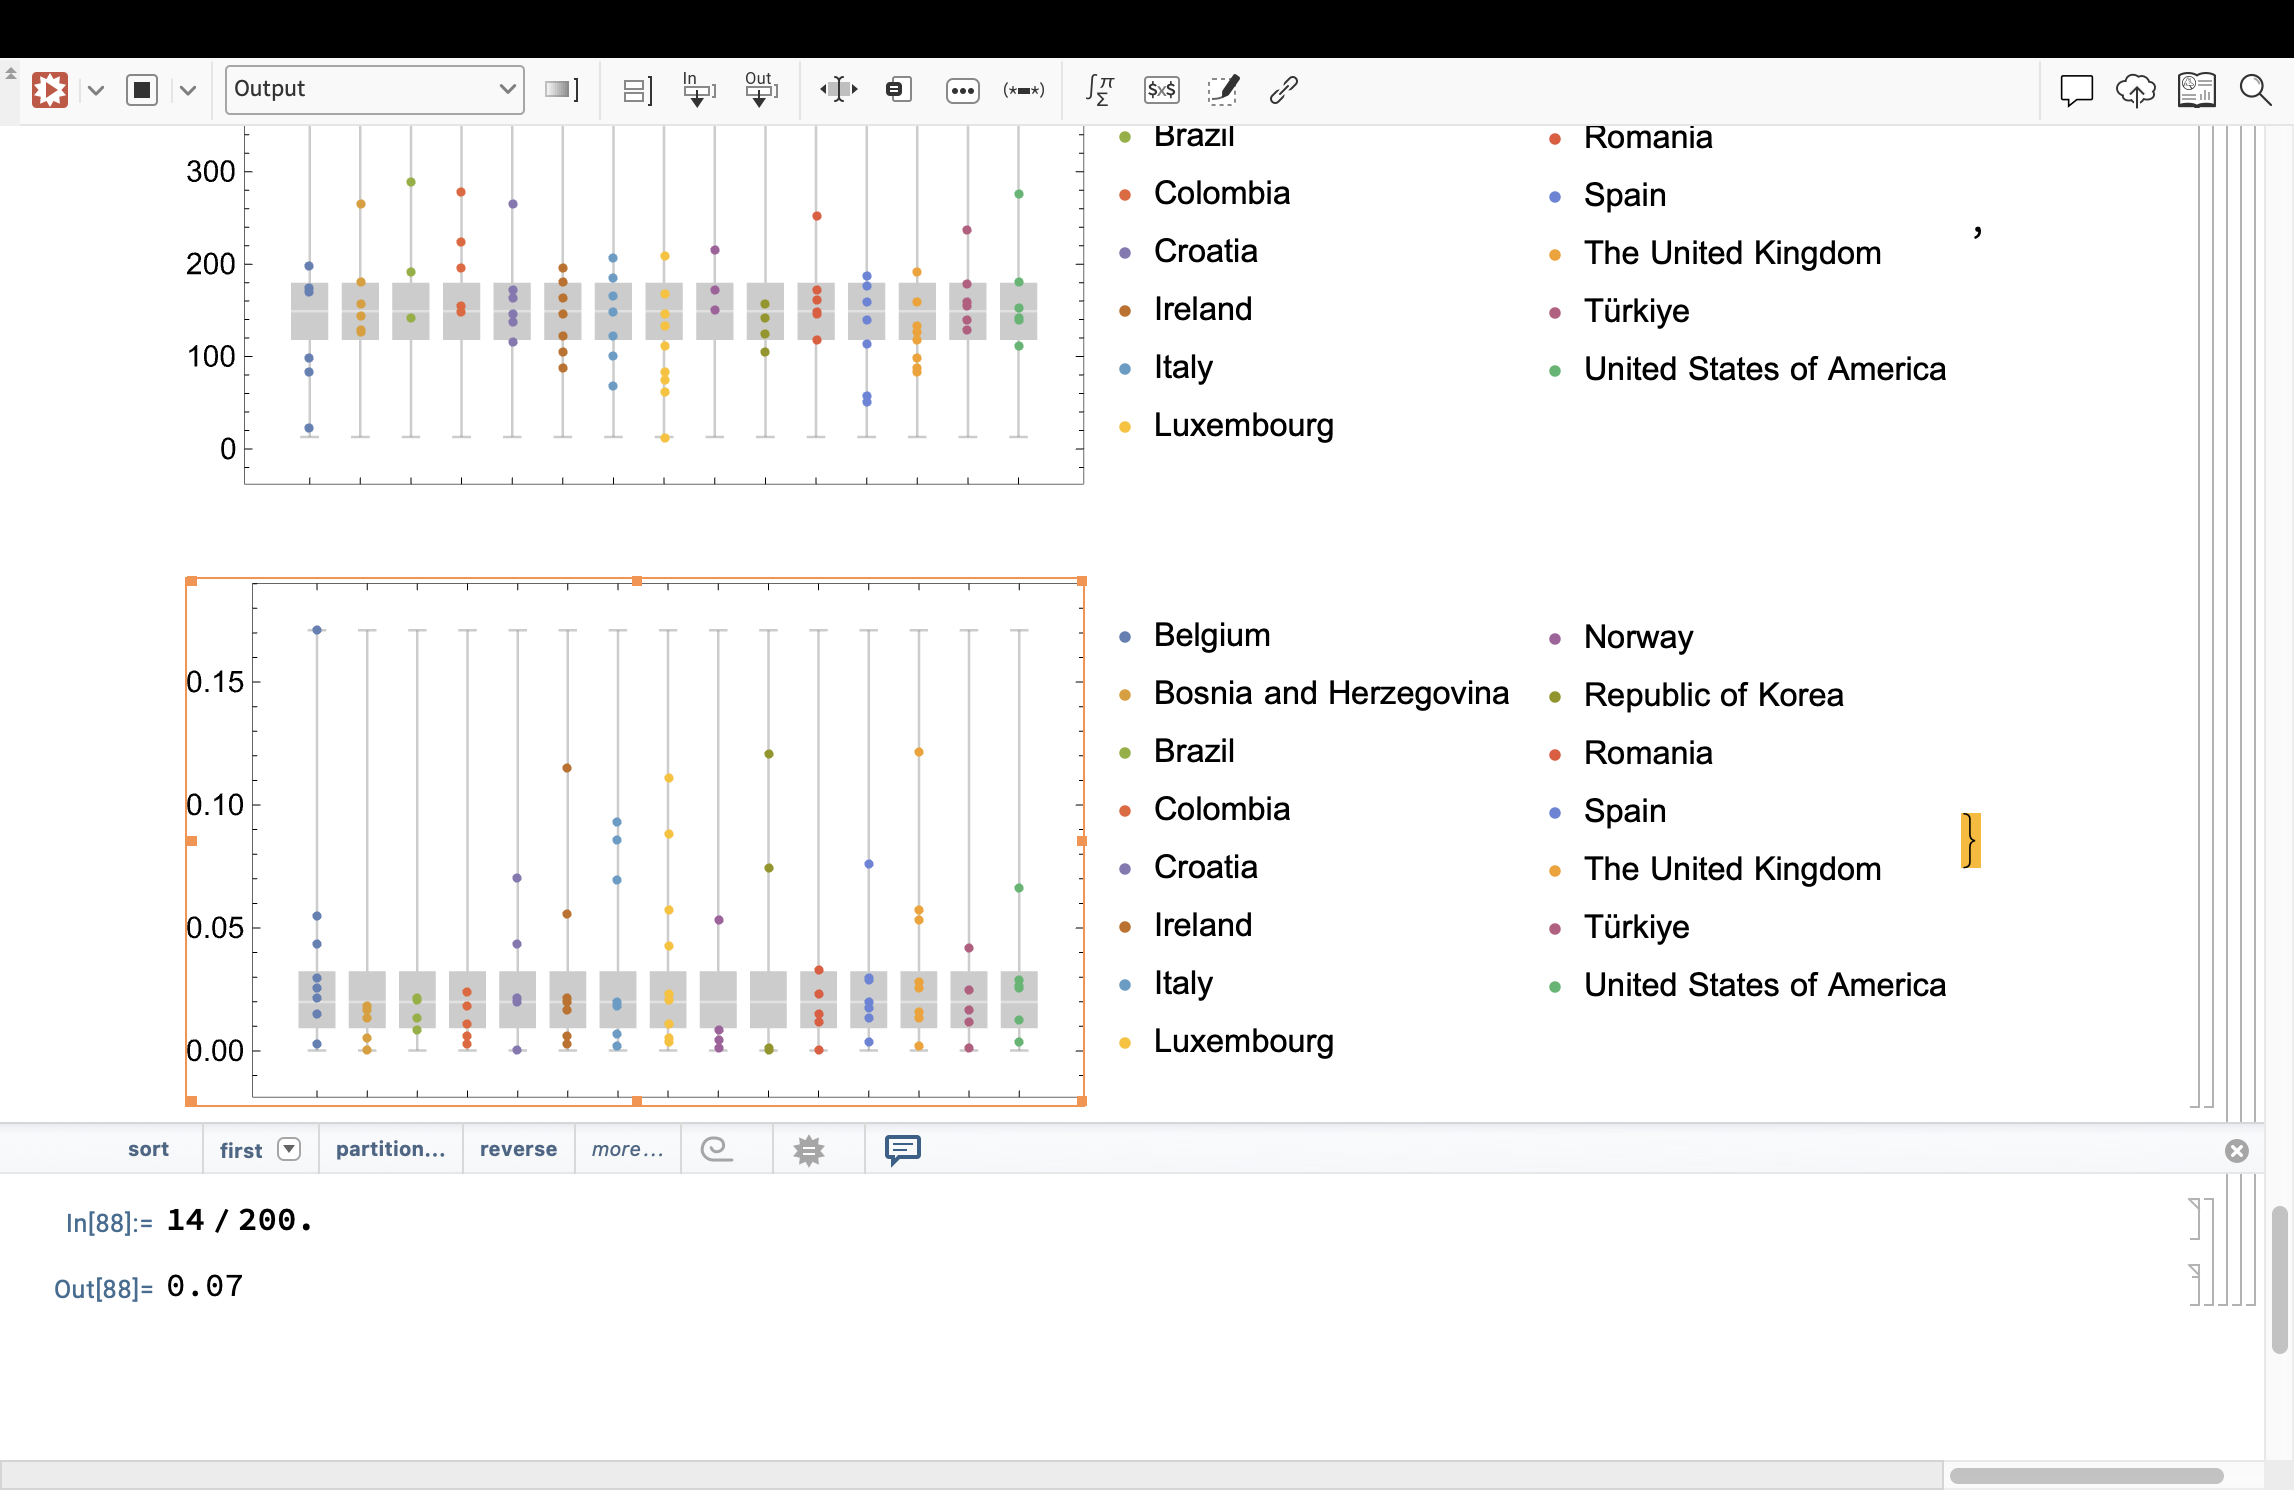 Output
In
Out
$x$
300
200
100
0
Brazil
Colombia
Croatia
Ireland
Italy
Luxembourg
Romania
Spain
The United Kingdom
Türkiye
United States of America
,
0.15
0.10
0.05
0.00
Belgium
Bosnia and Herzegovina
Brazil
Colombia
Croatia
Ireland
Italy
Luxembourg
Norway
Republic of Korea
Romania
Spain
The United Kingdom
Türkiye
United States of America
}
sort first partition... reverse more...
In[88]:= 14 / 200.
Out[88]= 0.07